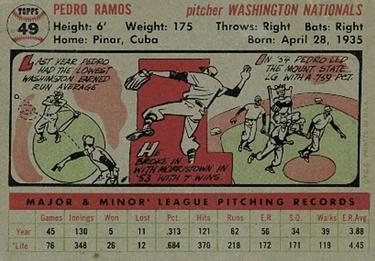 TOPPS
49
PEDRO RAMOS
pitcher WASHINGTON NATIONALS
Height: 6' Weight: 175 Throws: Right Bats: Right
Home: Pinar, Cuba Born: April 28, 1935
LAST YEAR PEDRO
HAD THE LOWEST
WASHINGTON EARNED
RUN AVERAGE
HE
BROKE IN
WITH MORRISTOWN IN
'53 WITH 7 WINS.
IN '54 PEDRO LED
THE MOUNT STATE
LG WITH A 759 PCT.
MAJOR & MINOR LEAGUE PITCHING RECORDS
Games Innings Won Lost Pct. Hits Runs E.R. S.O. Walks E.R.Avg.
Year 45 130 5 11 .313 121 62 56 34 39 3.88
*Life 76 348 26 12 .684 370 218 172 128 119 4.45